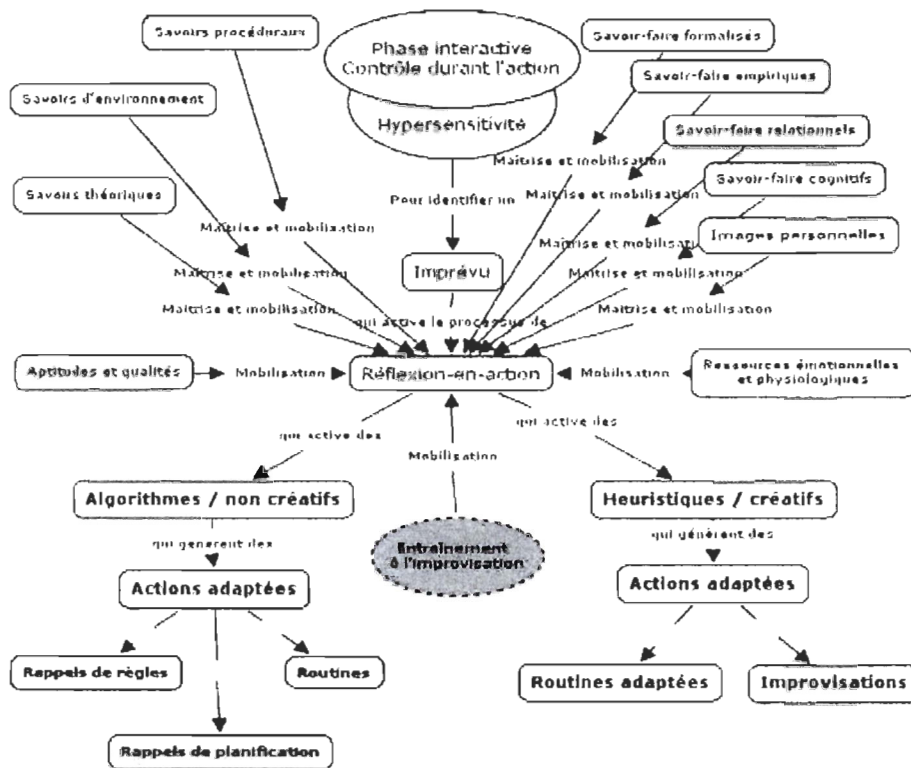 Savoirs procéduraux
Phase interactive
Contrôle durant l'action
Savoir-faire formalisés
Savoir-faire empiriques
Savoirs d'environnement
Hypersensitivité
Savoir-faire relationnels
Maîtrise et mobilisation
Savoir-faire cognitifs
Savoirs théoriques
Pour identifier un
Maîtrise et mobilisation
Maîtrise et mobilisation
Images personnelles
Maîtrise et mobilisation
Imprévu
Maîtrise et mobilisation
Maîtrise et mobilisation
Maîtrise et mobilisation
Maîtrise et mobilisation
qui active le processus de
Aptitudes et qualités
Mobilisation
Réflexion-en-action
Mobilisation
Ressources émotionnelles
et physiologiques
qui active des
qui active des
Mobilisation
Algorithmes / non créatifs
Heuristiques / créatifs
qui génèrent des
Entraînement
à l'improvisation
qui génèrent des
Actions adaptées
Actions adaptées
Rappels de règles
Routines
Routines adaptées
Improvisations
Rappels de planification